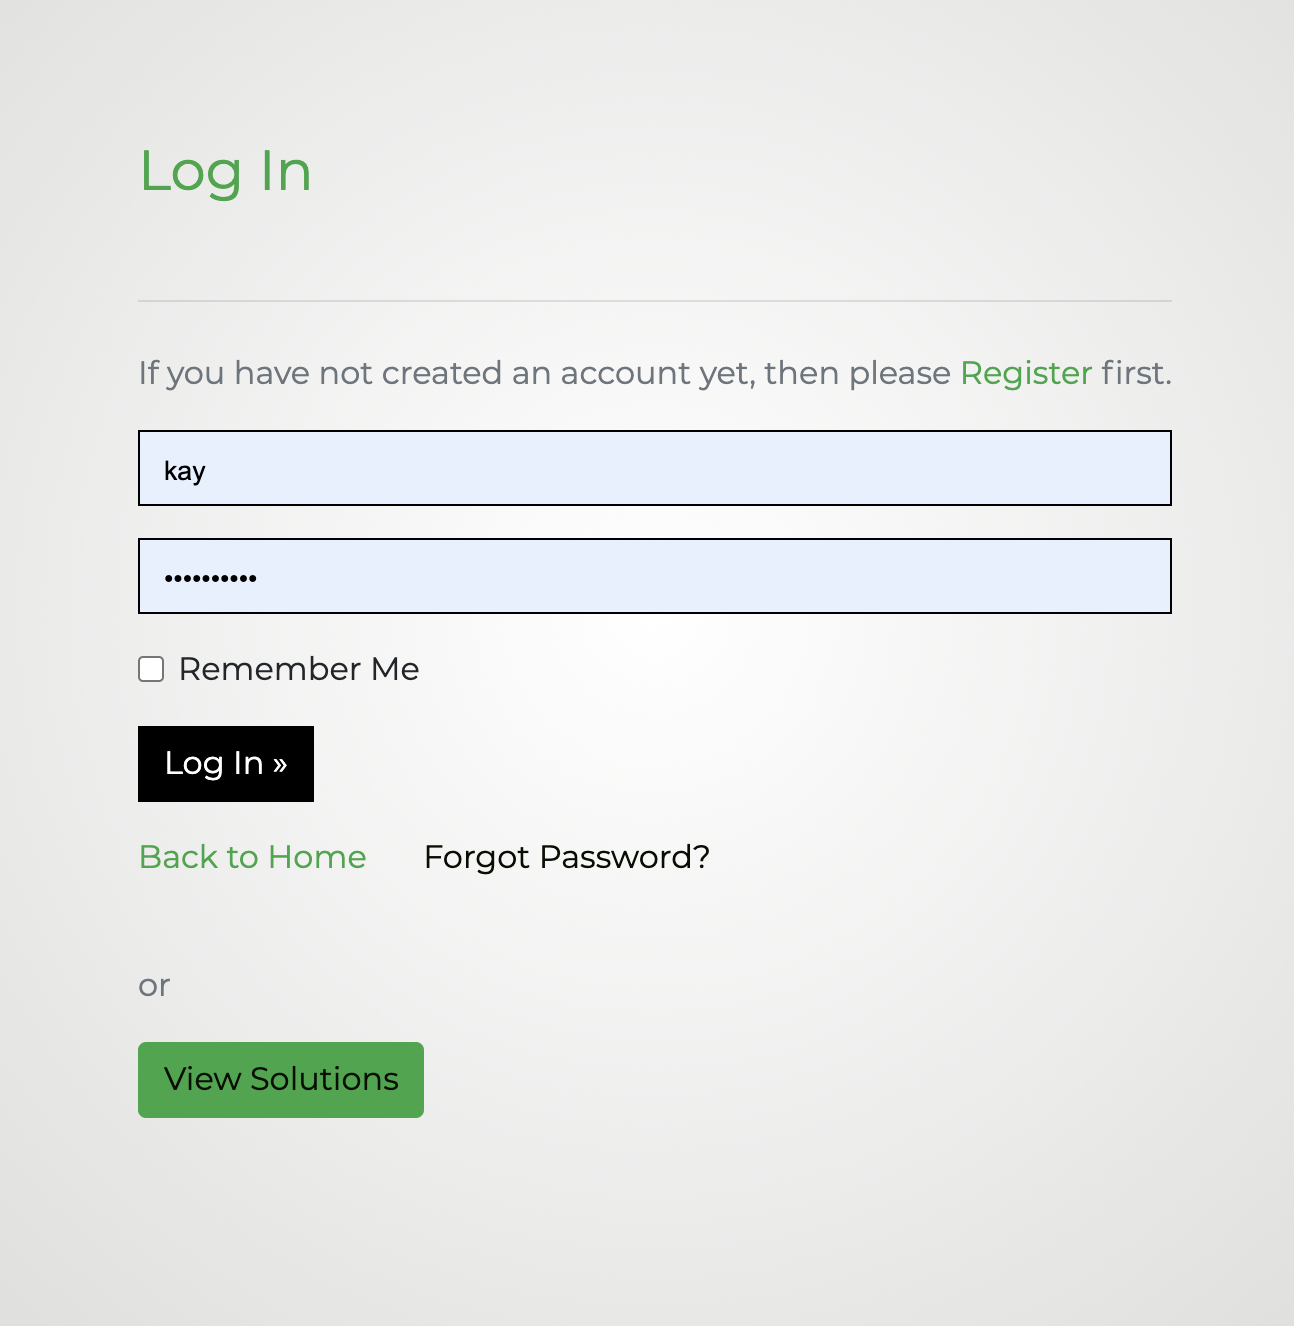 Log In
If you have not created an account yet, then please Register first.
kay
••••••••••
Remember Me
Log In »
Back to Home Forgot Password?
or
View Solutions